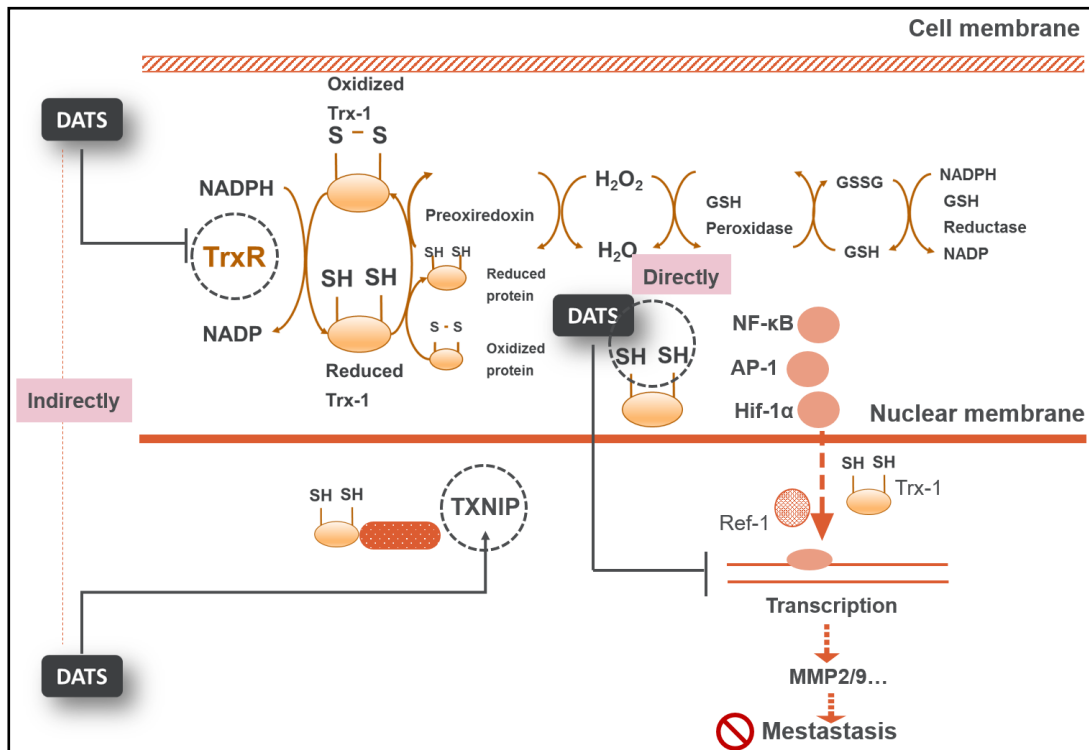 Cell membrane
DATS
Oxidized
Trx-1
S - S
NADPH
TrxR
NADP
SH SH
Reduced
Trx-1
Preoxiredoxin
SH SH
Reduced
protein
S - S
Oxidized
protein
H2O2
H2O
GSH
Peroxidase
GSSG
GSH
NADPH
GSH
Reductase
NADP
Directly
DATS
SH SH
NF-κB
AP-1
Hif-1α
Indirectly
Nuclear membrane
SH SH
TXNIP
SH SH
Trx-1
Ref-1
Transcription
MMP2/9...
Mestastasis
DATS